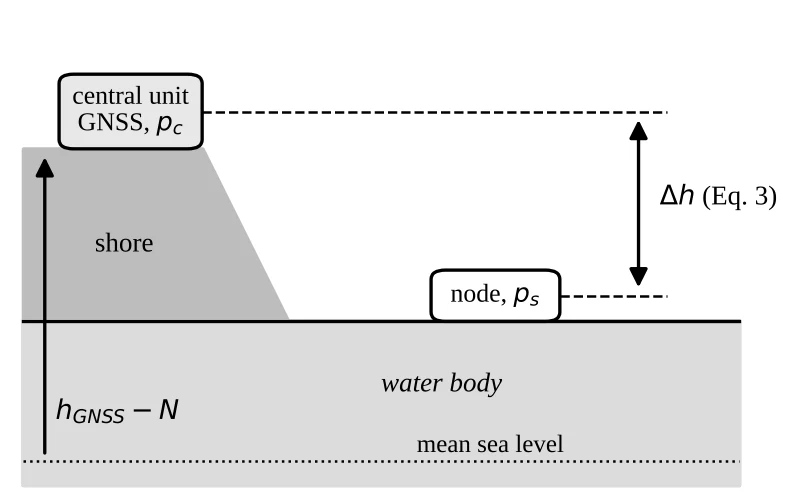 central unit
GNSS, p_c
Δh (Eq. 3)
shore
node, p_s
water body
h_GNSS − N
mean sea level